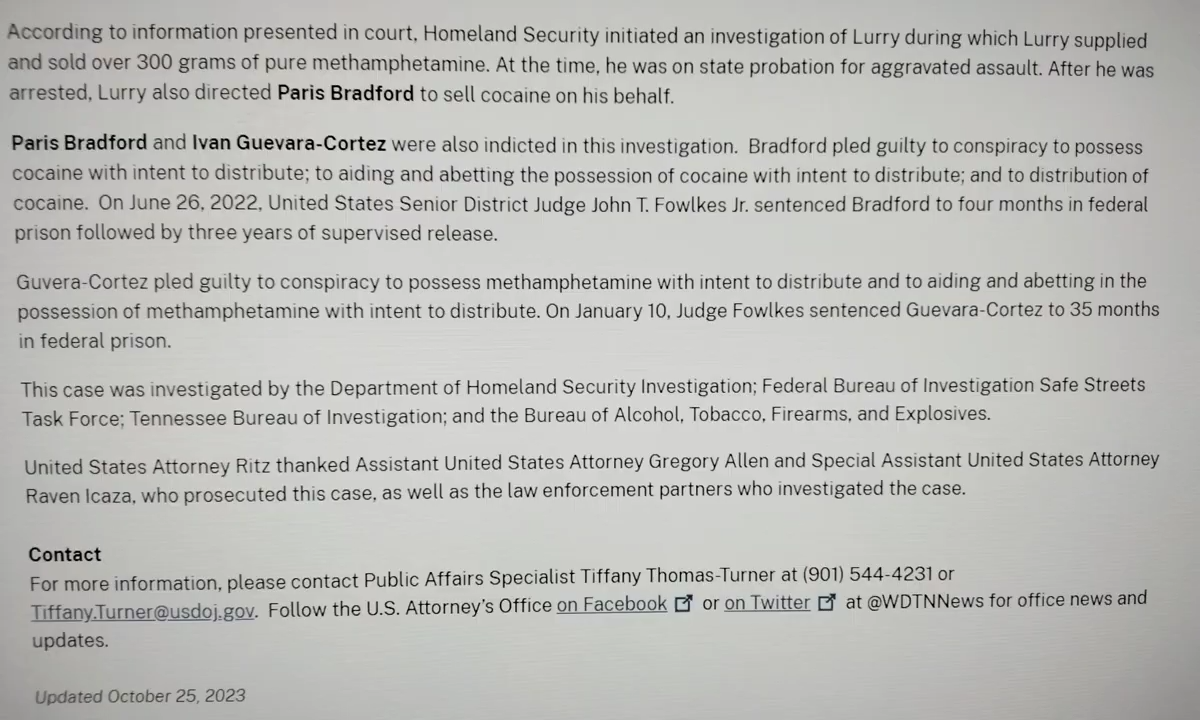 According to information presented in court, Homeland Security initiated an investigation of Lurry during which Lurry supplied
and sold over 300 grams of pure methamphetamine. At the time, he was on state probation for aggravated assault. After he was
arrested, Lurry also directed Paris Bradford to sell cocaine on his behalf.
Paris Bradford and Ivan Guevara-Cortez were also indicted in this investigation. Bradford pled guilty to conspiracy to possess
cocaine with intent to distribute; to aiding and abetting the possession of cocaine with intent to distribute; and to distribution of
cocaine. On June 26, 2022, United States Senior District Judge John T. Fowlkes Jr. sentenced Bradford to four months in federal
prison followed by three years of supervised release.
Guvera-Cortez pled guilty to conspiracy to possess methamphetamine with intent to distribute and to aiding and abetting in the
possession of methamphetamine with intent to distribute. On January 10, Judge Fowlkes sentenced Guevara-Cortez to 35 months
in federal prison.
This case was investigated by the Department of Homeland Security Investigation; Federal Bureau of Investigation Safe Streets
Task Force; Tennessee Bureau of Investigation; and the Bureau of Alcohol, Tobacco, Firearms, and Explosives.
United States Attorney Ritz thanked Assistant United States Attorney Gregory Allen and Special Assistant United States Attorney
Raven Icaza, who prosecuted this case, as well as the law enforcement partners who investigated the case.
Contact
For more information, please contact Public Affairs Specialist Tiffany Thomas-Turner at (901) 544-4231 or
Tiffany.Turner@usdoj.gov. Follow the U.S. Attorney's Office on Facebook or on Twitter at @WDTNNews for office news and
updates.
Updated October 25, 2023